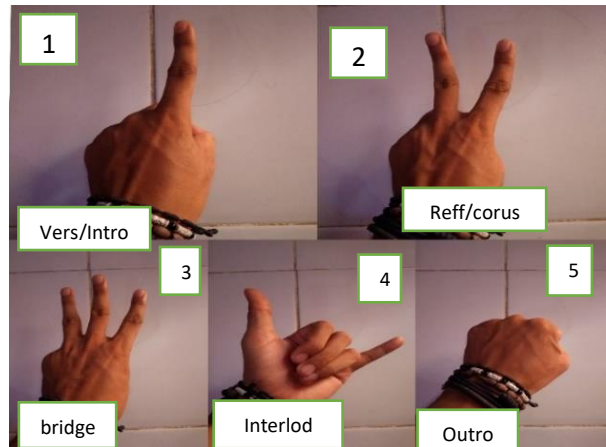 1
2
Vers/Intro
Reff/corus
3
4
5
bridge
Interlod
Outro